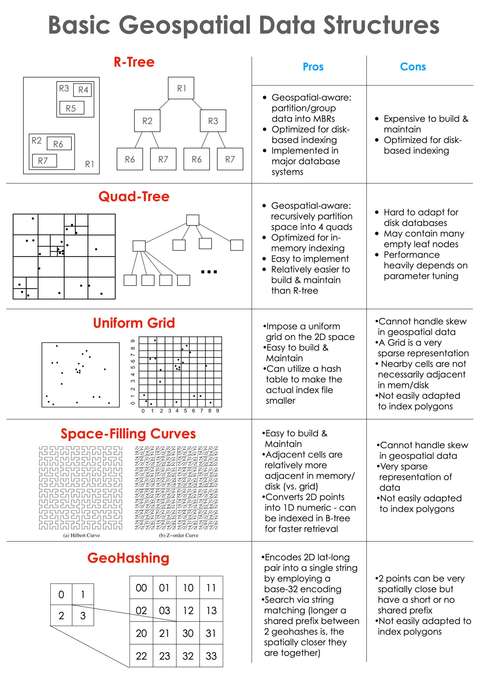 Basic Geospatial Data Structures
R-Tree
Pros
Cons
R3 R4
R5
R2
R6
R7
R1
R1
R2
R3
R6
R7
R6
R7
• Geospatial-aware:
partition/group
data into MBRs
• Optimized for disk-
based indexing
• Implemented in
major database
systems
• Expensive to build &
maintain
• Optimized for disk-
based indexing
Quad-Tree
• Geospatial-aware:
recursively partition
space into 4 quads
• Optimized for in-
memory indexing
• Easy to implement
• Relatively easier to
build & maintain
than R-tree
• Hard to adapt for
disk databases
• May contain many
empty leaf nodes
• Performance
heavily depends on
parameter tuning
Uniform Grid
0 1 2 3 4 5 6 7 8 9
0 1 2 3 4 5 6 7 8 9
•Impose a uniform
grid on the 2D space
•Easy to build &
Maintain
•Can utilize a hash
table to make the
actual index file
smaller
•Cannot handle skew
in geospatial data
•A Grid is a very
sparse representation
• Nearby cells are not
necessarily adjacent
in mem/disk
•Not easily adapted
to index polygons
Space-Filling Curves
(a) Hilbert Curve
(b) Z-order Curve
•Easy to build &
Maintain
•Adjacent cells are
relatively more
adjacent in memory/
disk (vs. grid)
•Converts 2D points
into 1D numeric - can
be indexed in B-tree
for faster retrieval
•Cannot handle skew
in geospatial data
•Very sparse
representation of
data
•Not easily adapted
to index polygons
GeoHashing
0 1
2 3
00 01 10 11
02 03 12 13
20 21 30 31
22 23 32 33
•Encodes 2D lat-long
pair into a single string
by employing a
base-32 encoding
•Search via string
matching (longer a
shared prefix between
2 geohashes is, the
spatially closer they
are together)
•2 points can be very
spatially close but
have a short or no
shared prefix
•Not easily adapted to
index polygons